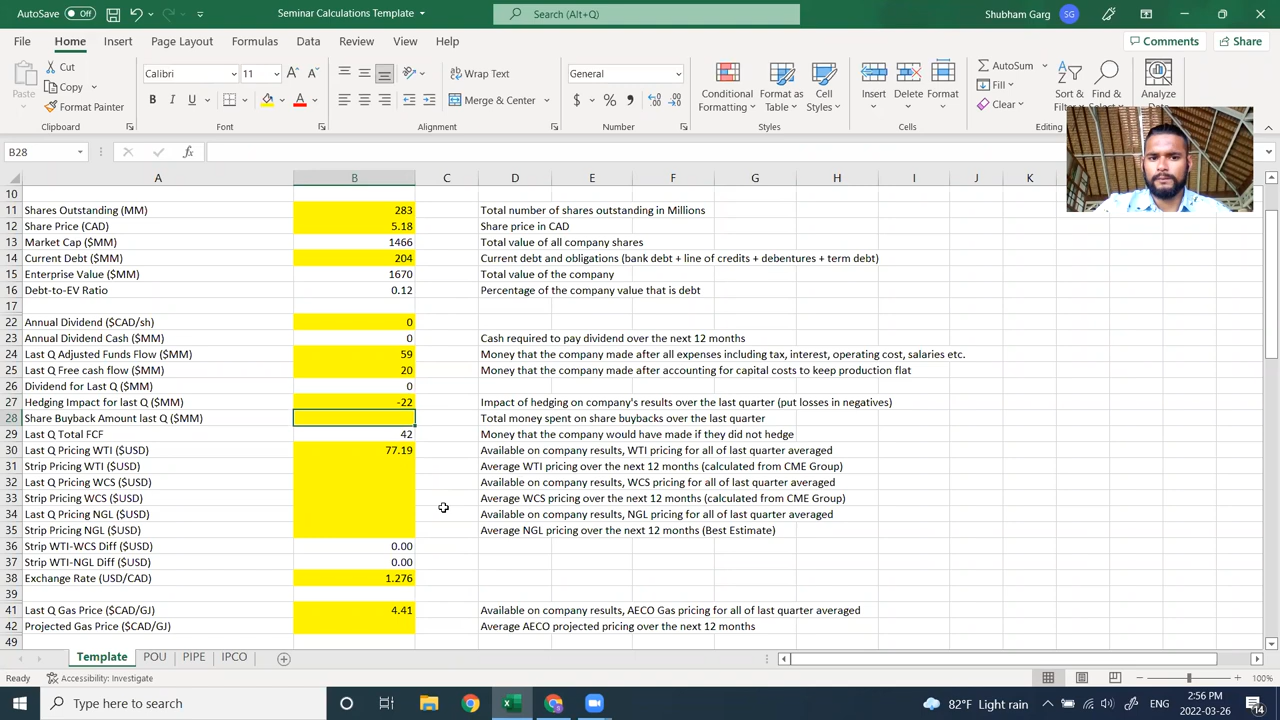 AutoSave Off Seminar Calculations Template Search (Alt+Q) Shubham Garg SG
File Home Insert Page Layout Formulas Data Review View Help Comments Share
Paste Cut Copy Format Painter Calibri 11 Wrap Text Merge & Center General Conditional Formatting Format as Table Cell Styles Insert Delete Format AutoSum Fill Clear Sort & Find & Analyze
Clipboard Font Alignment Number Styles Cells Editing
B28 fx
A B C D E F G H I J K
10
11 Shares Outstanding (MM) 283 Total number of shares outstanding in Millions
12 Share Price (CAD) 5.18 Share price in CAD
13 Market Cap ($MM) 1466 Total value of all company shares
14 Current Debt ($MM) 204 Current debt and obligations (bank debt + line of credits + debentures + term debt)
15 Enterprise Value ($MM) 1670 Total value of the company
16 Debt-to-EV Ratio 0.12 Percentage of the company value that is debt
17
22 Annual Dividend ($CAD/sh) 0
23 Annual Dividend Cash ($MM) 0 Cash required to pay dividend over the next 12 months
24 Last Q Adjusted Funds Flow ($MM) 59 Money that the company made after all expenses including tax, interest, operating cost, salaries etc.
25 Last Q Free cash flow ($MM) 20 Money that the company made after accounting for capital costs to keep production flat
26 Dividend for Last Q ($MM) 0
27 Hedging Impact for last Q ($MM) -22 Impact of hedging on company's results over the last quarter (put losses in negatives)
28 Share Buyback Amount last Q ($MM) Total money spent on share buybacks over the last quarter
29 Last Q Total FCF 42 Money that the company would have made if they did not hedge
30 Last Q Pricing WTI ($USD) 77.19 Available on company results, WTI pricing for all of last quarter averaged
31 Strip Pricing WTI ($USD) Average WTI pricing over the next 12 months (calculated from CME Group)
32 Last Q Pricing WCS ($USD) Available on company results, WCS pricing for all of last quarter averaged
33 Strip Pricing WCS ($USD) Average WCS pricing over the next 12 months (calculated from CME Group)
34 Last Q Pricing NGL ($USD) Available on company results, NGL pricing for all of last quarter averaged
35 Strip Pricing NGL ($USD) Average NGL pricing over the next 12 months (Best Estimate)
36 Strip WTI-WCS Diff ($USD) 0.00
37 Strip WTI-NGL Diff ($USD) 0.00
38 Exchange Rate (USD/CAD) 1.276
39
41 Last Q Gas Price ($CAD/GJ) 4.41 Available on company results, AECO Gas pricing for all of last quarter averaged
42 Projected Gas Price ($CAD/GJ) Average AECO projected pricing over the next 12 months
49
Template POU PIPE IPCO
Ready Accessibility: Investigate 100%
Type here to search 82°F Light rain ENG 2:56 PM 2022-03-26 14